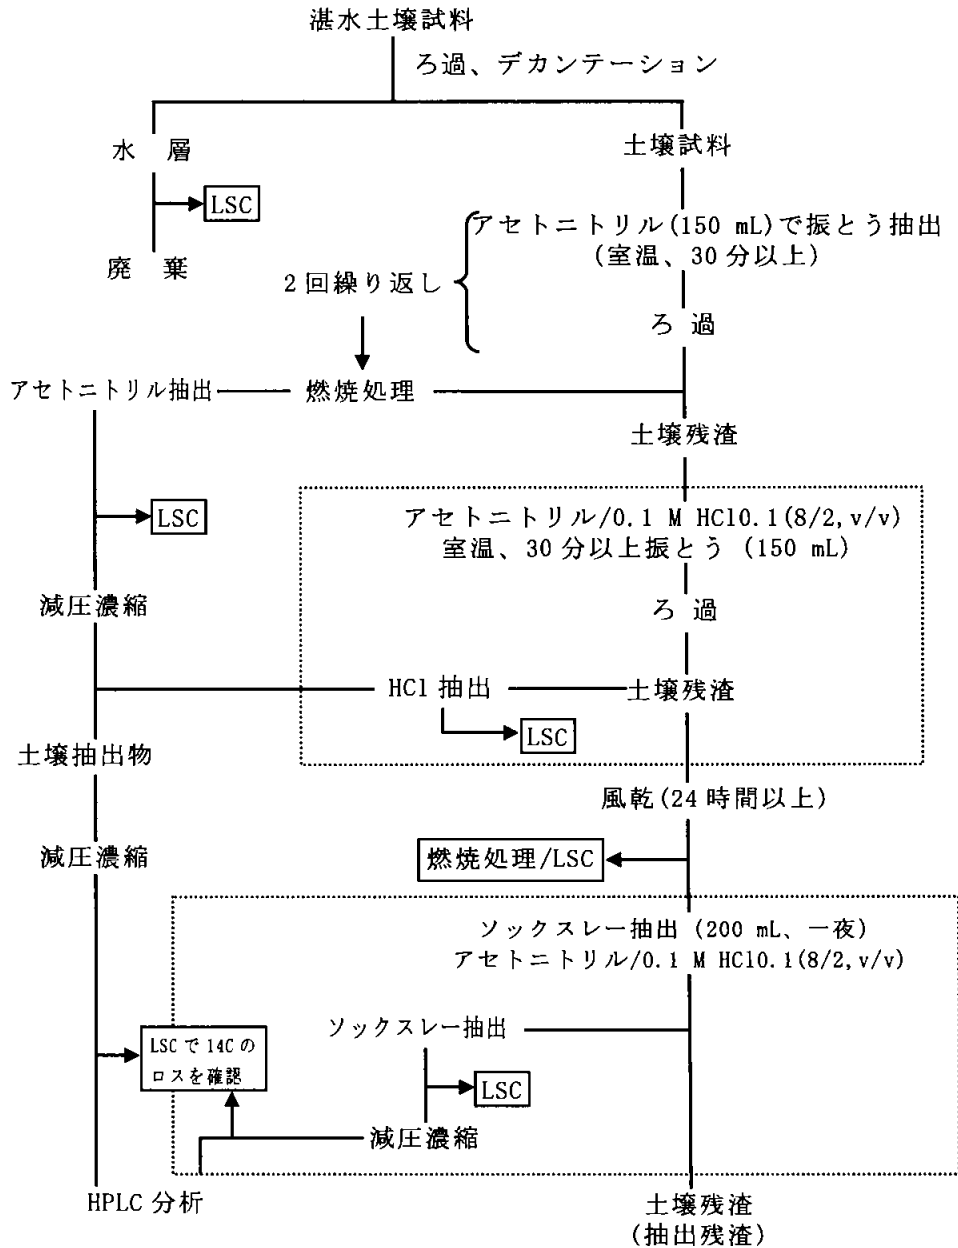 湛水土壌試料
ろ過、デカンテーション
水 層
土壌試料
LSC
廃 棄
アセトニトリル(150 mL)で振とう抽出
(室温、30分以上)
2回繰り返し
ろ 過
アセトニトリル抽出
燃焼処理
土壌残渣
LSC
アセトニトリル/0.1 M HCl0.1(8/2,v/v)
室温、30分以上振とう (150 mL)
減圧濃縮
ろ 過
HCl 抽出
土壌残渣
LSC
土壌抽出物
風乾(24時間以上)
減圧濃縮
燃焼処理/LSC
ソックスレー抽出 (200 mL、一夜)
アセトニトリル/0.1 M HCl0.1(8/2,v/v)
ソックスレー抽出
LSCで14Cの
ロスを確認
LSC
減圧濃縮
HPLC 分析
土壌残渣
(抽出残渣)